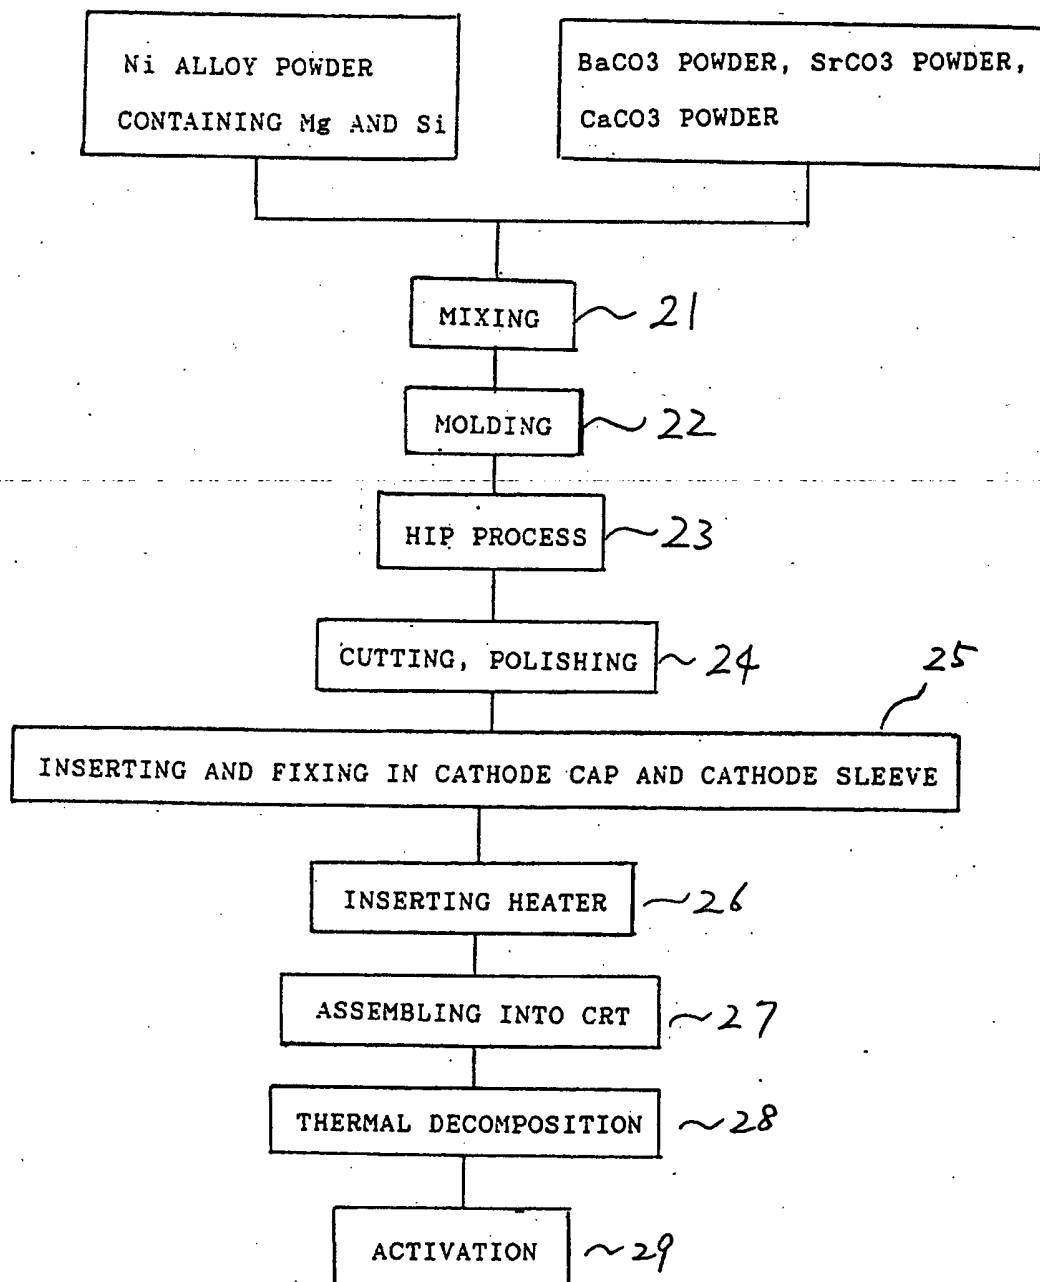 Ni ALLOY POWDER
CONTAINING Mg AND Si
BaCO3 POWDER, SrCO3 POWDER,
CaCO3 POWDER
MIXING
21
MOLDING
22
HIP PROCESS
23
CUTTING, POLISHING
24
25
INSERTING AND FIXING IN CATHODE CAP AND CATHODE SLEEVE
INSERTING HEATER
26
ASSEMBLING INTO CRT
27
THERMAL DECOMPOSITION
28
ACTIVATION
29